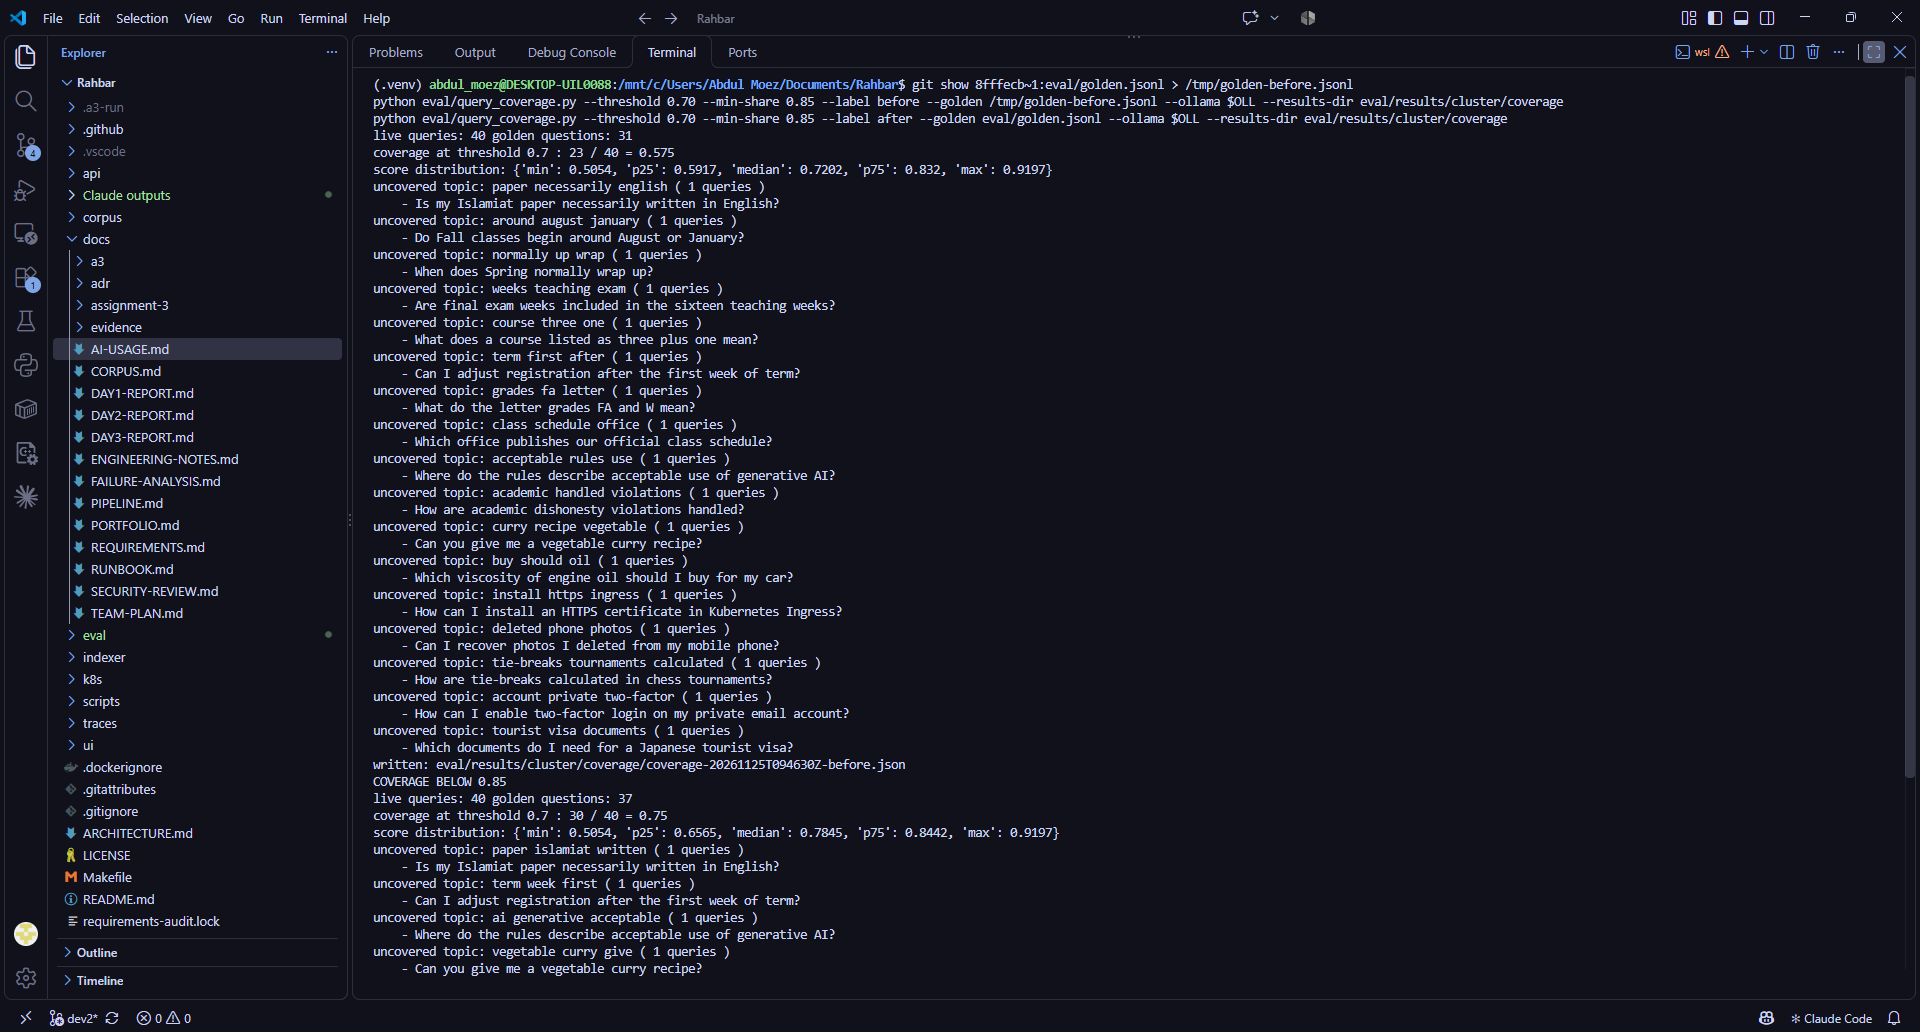 File Edit Selection View Go Run Terminal Help
Rahbar
Explorer
Problems Output Debug Console Terminal Ports
wsl
Rahbar
.a3-run
.github
.vscode
api
Claude outputs
corpus
docs
a3
adr
assignment-3
evidence
AI-USAGE.md
CORPUS.md
DAY1-REPORT.md
DAY2-REPORT.md
DAY3-REPORT.md
ENGINEERING-NOTES.md
FAILURE-ANALYSIS.md
PIPELINE.md
PORTFOLIO.md
REQUIREMENTS.md
RUNBOOK.md
SECURITY-REVIEW.md
TEAM-PLAN.md
eval
indexer
k8s
scripts
traces
ui
.dockerignore
.gitattributes
.gitignore
ARCHITECTURE.md
LICENSE
Makefile
README.md
requirements-audit.lock
Outline
Timeline
4
1
(.venv) abdul_moez@DESKTOP-UIL0088:/mnt/c/Users/Abdul Moez/Documents/Rahbar$ git show 8fffecb~1:eval/golden.jsonl > /tmp/golden-before.jsonl
python eval/query_coverage.py --threshold 0.70 --min-share 0.85 --label before --golden /tmp/golden-before.jsonl --ollama $OLL --results-dir eval/results/cluster/coverage
python eval/query_coverage.py --threshold 0.70 --min-share 0.85 --label after --golden eval/golden.jsonl --ollama $OLL --results-dir eval/results/cluster/coverage
live queries: 40 golden questions: 31
coverage at threshold 0.7 : 23 / 40 = 0.575
score distribution: {'min': 0.5054, 'p25': 0.5917, 'median': 0.7202, 'p75': 0.832, 'max': 0.9197}
uncovered topic: paper necessarily english ( 1 queries )
- Is my Islamiat paper necessarily written in English?
uncovered topic: around august january ( 1 queries )
- Do Fall classes begin around August or January?
uncovered topic: normally up wrap ( 1 queries )
- When does Spring normally wrap up?
uncovered topic: weeks teaching exam ( 1 queries )
- Are final exam weeks included in the sixteen teaching weeks?
uncovered topic: course three one ( 1 queries )
- What does a course listed as three plus one mean?
uncovered topic: term first after ( 1 queries )
- Can I adjust registration after the first week of term?
uncovered topic: grades fa letter ( 1 queries )
- What do the letter grades FA and W mean?
uncovered topic: class schedule office ( 1 queries )
- Which office publishes our official class schedule?
uncovered topic: acceptable rules use ( 1 queries )
- Where do the rules describe acceptable use of generative AI?
uncovered topic: academic handled violations ( 1 queries )
- How are academic dishonesty violations handled?
uncovered topic: curry recipe vegetable ( 1 queries )
- Can you give me a vegetable curry recipe?
uncovered topic: buy should oil ( 1 queries )
- Which viscosity of engine oil should I buy for my car?
uncovered topic: install https ingress ( 1 queries )
- How can I install an HTTPS certificate in Kubernetes Ingress?
uncovered topic: deleted phone photos ( 1 queries )
- Can I recover photos I deleted from my mobile phone?
uncovered topic: tie-breaks tournaments calculated ( 1 queries )
- How are tie-breaks calculated in chess tournaments?
uncovered topic: account private two-factor ( 1 queries )
- How can I enable two-factor login on my private email account?
uncovered topic: tourist visa documents ( 1 queries )
- Which documents do I need for a Japanese tourist visa?
written: eval/results/cluster/coverage/coverage-20261125T094630Z-before.json
COVERAGE BELOW 0.85
live queries: 40 golden questions: 37
coverage at threshold 0.7 : 30 / 40 = 0.75
score distribution: {'min': 0.5054, 'p25': 0.6565, 'median': 0.7845, 'p75': 0.8442, 'max': 0.9197}
uncovered topic: paper islamiat written ( 1 queries )
- Is my Islamiat paper necessarily written in English?
uncovered topic: term week first ( 1 queries )
- Can I adjust registration after the first week of term?
uncovered topic: ai generative acceptable ( 1 queries )
- Where do the rules describe acceptable use of generative AI?
uncovered topic: vegetable curry give ( 1 queries )
- Can you give me a vegetable curry recipe?
dev2* 0 0
Claude Code